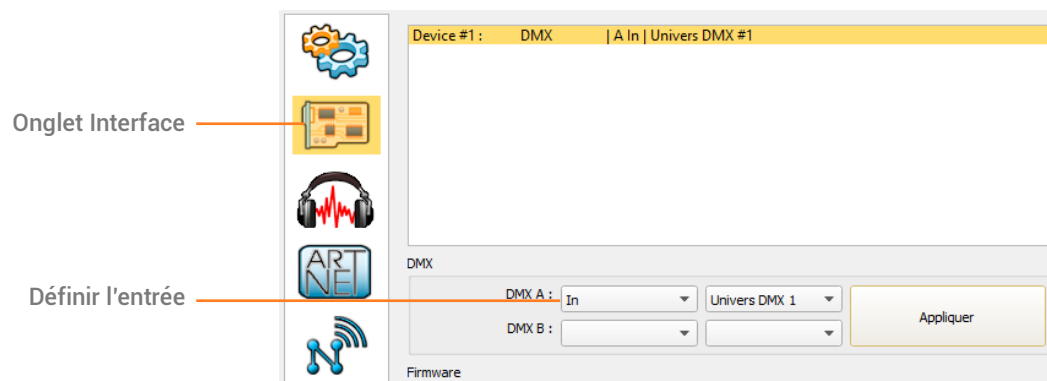 Device #1 : DMX | A In | Univers DMX #1
Onglet Interface
ART
NET
DMX
Définir l'entrée
DMX A : In Univers DMX 1
Appliquer
DMX B :
Firmware